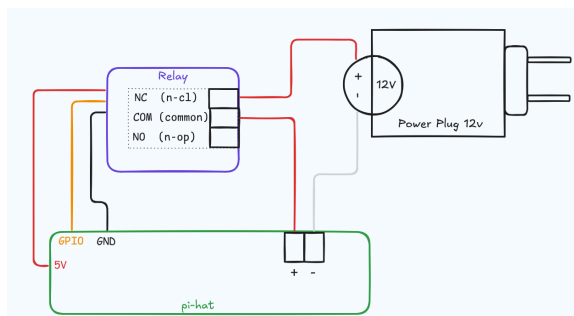 Relay
NC (n-cl)
COM (common)
NO (n-op)
+
12V
-
Power Plug 12v
GPIO
GND
5V
+ -
pi-hat